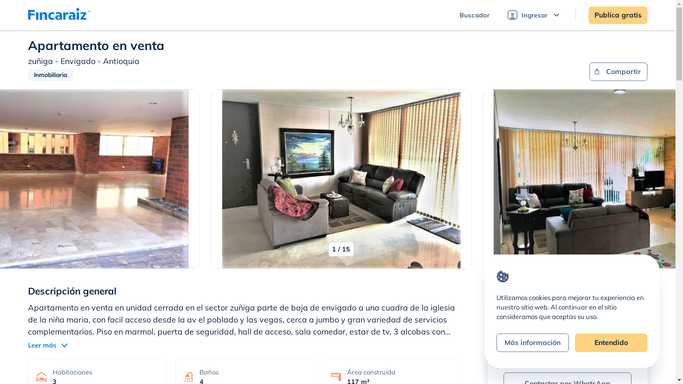 Fincaraiz
Buscador
Ingresar
Publica gratis
Apartamento en venta
zuñiga - Envigado - Antioquia
Inmobiliaria
Compartir
1 / 15
Descripción general
Apartamento en venta en unidad cerrada en el sector zuñiga parte de baja de envigado a una cuadra de la iglesia
de la niña maria, con facil acceso desde la av el poblado y las vegas, cerca a jumbo y gran variedad de servicios
complementarios. Piso en marmol, puerta de seguridad, hall de acceso, sala comedor, estar de tv, 3 alcobas con...
Leer más
Habitaciones
3
Baños
4
Área construida
117 m²
Utilizamos cookies para mejorar tu experiencia en
nuestro sitio web. Al continuar en el sitio
consideramos que aceptas su uso.
Más información
Entendido
Contactar por WhatsApp